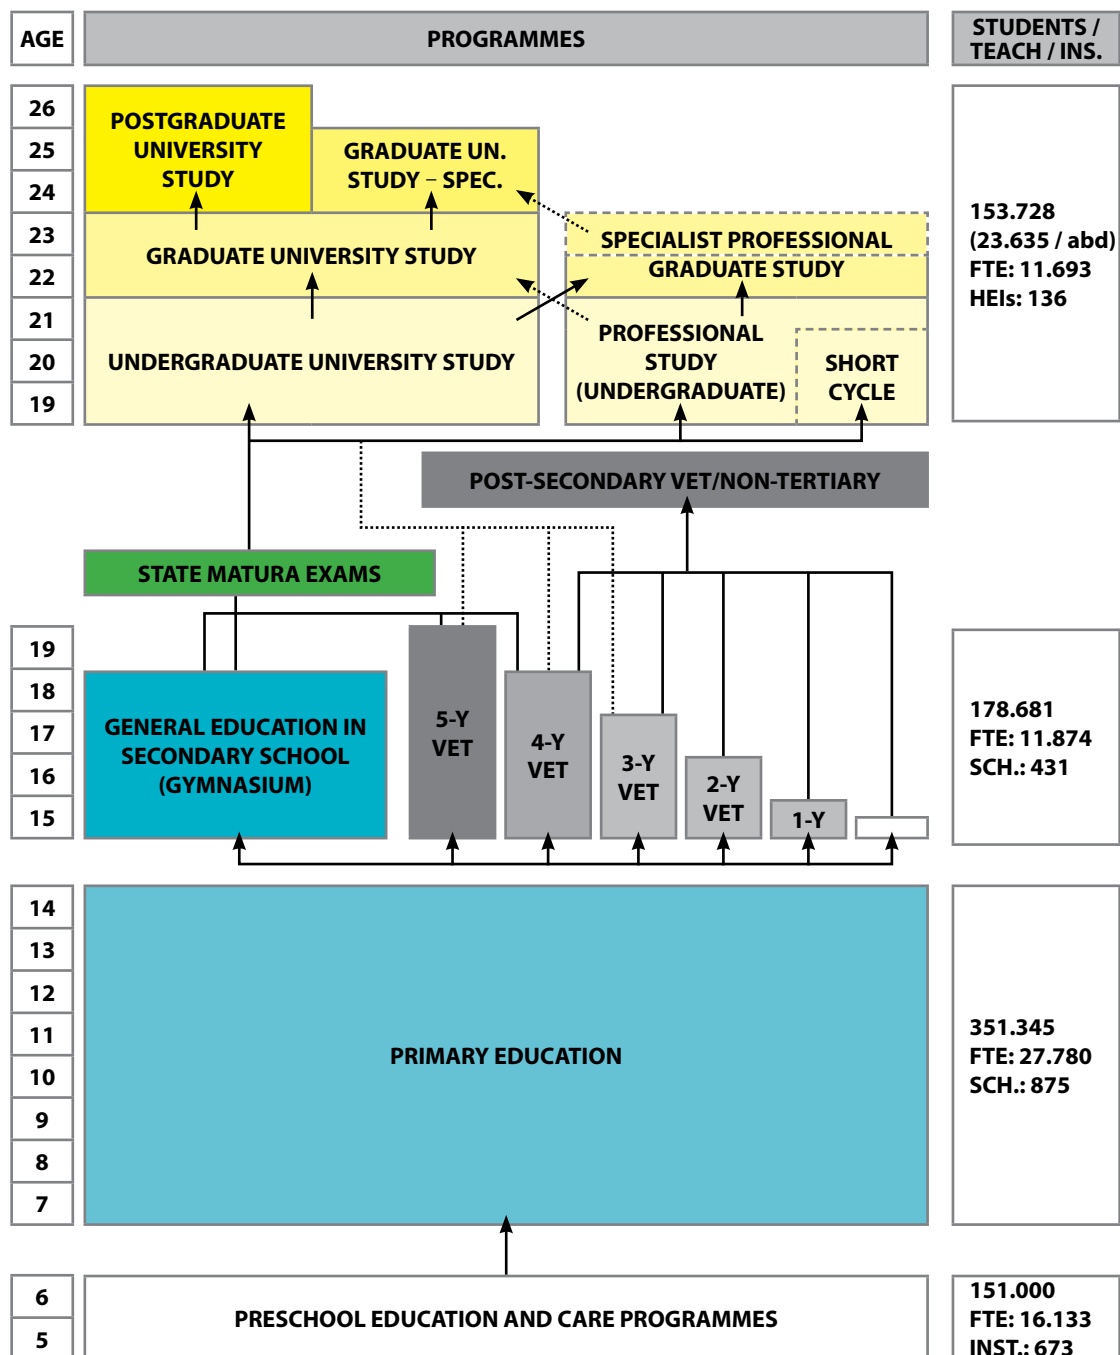 AGE
PROGRAMMES
STUDENTS /
TEACH / INS.
26
25
24
23
22
21
20
19
POSTGRADUATE
UNIVERSITY
STUDY
GRADUATE UN.
STUDY – SPEC.
GRADUATE UNIVERSITY STUDY
SPECIALIST PROFESSIONAL
GRADUATE STUDY
UNDERGRADUATE UNIVERSITY STUDY
PROFESSIONAL
STUDY
(UNDERGRADUATE)
SHORT
CYCLE
153.728
(23.635 / abd)
FTE: 11.693
HEIs: 136
POST-SECONDARY VET/NON-TERTIARY
STATE MATURA EXAMS
19
18
17
16
15
GENERAL EDUCATION IN
SECONDARY SCHOOL
(GYMNASIUM)
5-Y
VET
4-Y
VET
3-Y
VET
2-Y
VET
1-Y
178.681
FTE: 11.874
SCH.: 431
14
13
12
11
10
9
8
7
PRIMARY EDUCATION
351.345
FTE: 27.780
SCH.: 875
6
5
PRESCHOOL EDUCATION AND CARE PROGRAMMES
151.000
FTE: 16.133
INST.: 673